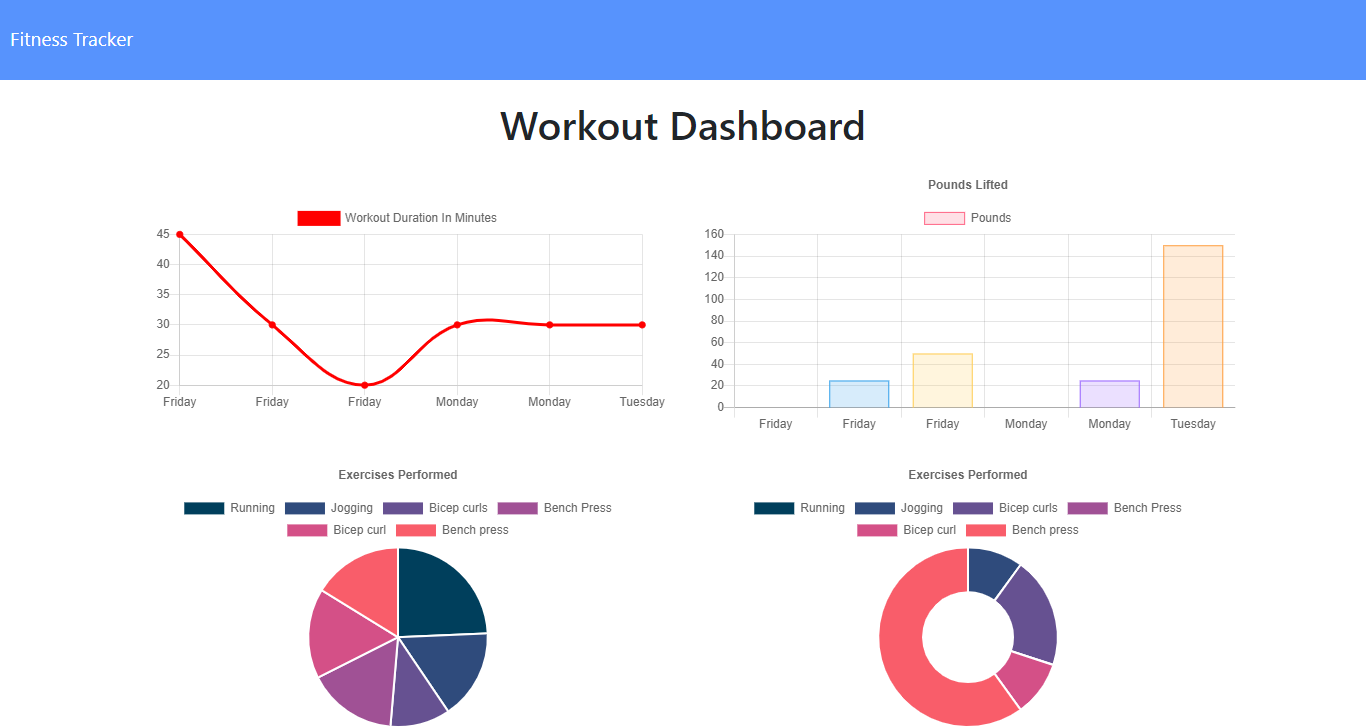 Fitness Tracker
Workout Dashboard
Workout Duration In Minutes
45
40
35
30
25
20
Friday Friday Friday Monday Monday Tuesday
Pounds Lifted
Pounds
160
140
120
100
80
60
40
20
0
Friday Friday Friday Monday Monday Tuesday
Exercises Performed
Running Jogging Bicep curls Bench Press
Bicep curl Bench press
Exercises Performed
Running Jogging Bicep curls Bench Press
Bicep curl Bench press